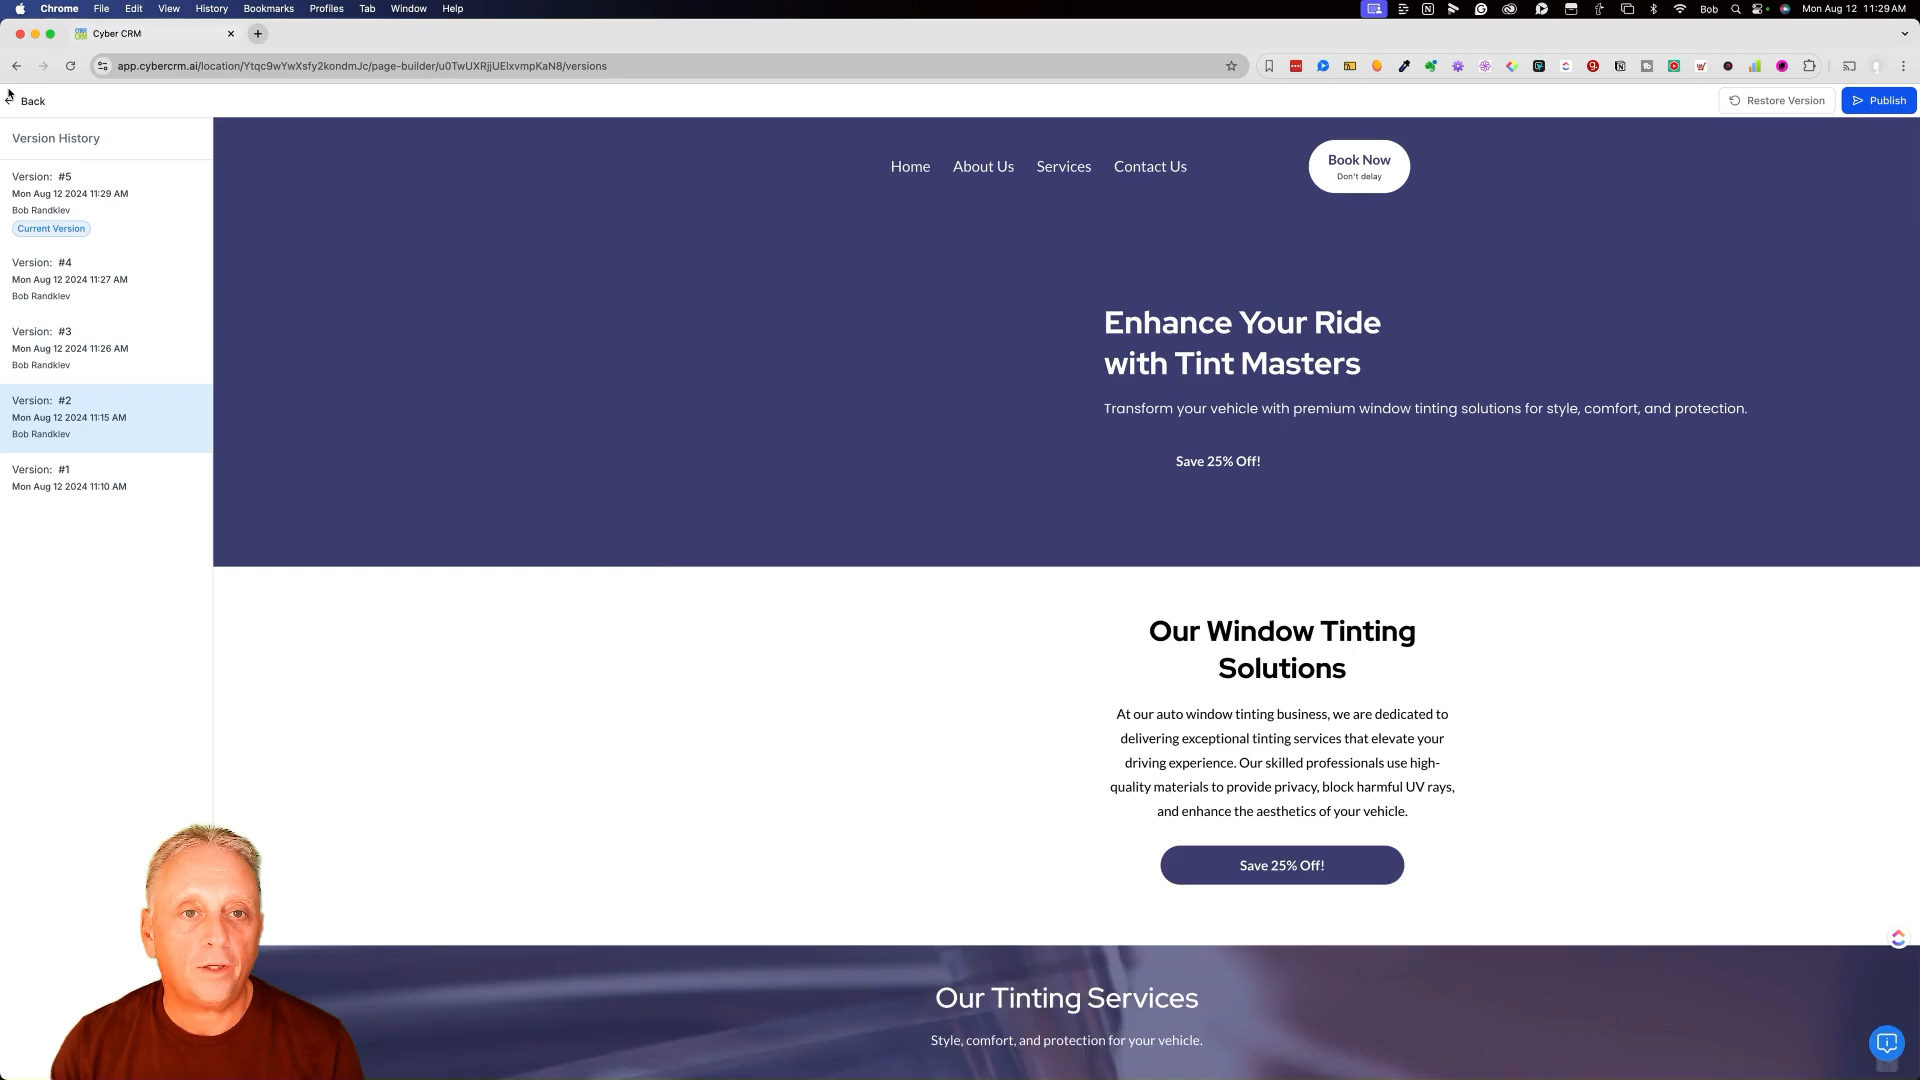 Chrome File Edit View History Bookmarks Profiles Tab Window Help
Bob Mon Aug 12 11:29 AM
Cyber CRM
app.cybercrm.ai/location/Ytqc9wYwXsfy2kondmJc/page-builder/u0TwUXRjjUElxvmpKaN8/versions
Back
Restore Version
Publish
Version History
Version: #5
Mon Aug 12 2024 11:29 AM
Bob Randklev
Current Version
Version: #4
Mon Aug 12 2024 11:27 AM
Bob Randklev
Version: #3
Mon Aug 12 2024 11:26 AM
Bob Randklev
Version: #2
Mon Aug 12 2024 11:15 AM
Bob Randklev
Version: #1
Mon Aug 12 2024 11:10 AM
Home About Us Services Contact Us
Book Now
Don't delay
Enhance Your Ride
with Tint Masters
Transform your vehicle with premium window tinting solutions for style, comfort, and protection.
Save 25% Off!
Our Window Tinting
Solutions
At our auto window tinting business, we are dedicated to
delivering exceptional tinting services that elevate your
driving experience. Our skilled professionals use high-
quality materials to provide privacy, block harmful UV rays,
and enhance the aesthetics of your vehicle.
Save 25% Off!
Our Tinting Services
Style, comfort, and protection for your vehicle.